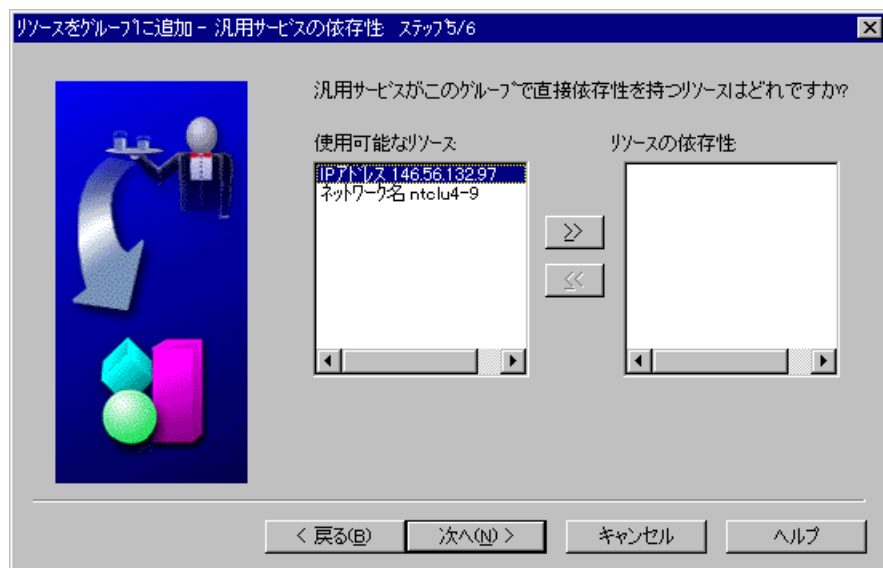 リソースをグループに追加 - 汎用サービスの依存性 ステップ5/6
汎用サービスがこのグループで直接依存性を持つリソースはどれですか?
使用可能なリソース:
リソースの依存性:
IPアドレス 146.56.132.97
ネットワーク名 ntclu4-9
>>
<<
< 戻る(B)
次へ(N) >
キャンセル
ヘルプ